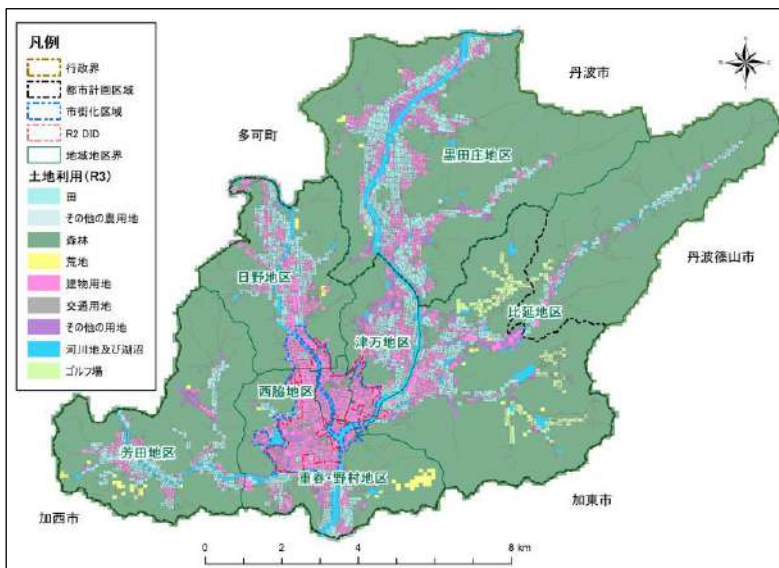 凡例
行政界
都市計画区域
市街化区域
R2 DID
地域地区界
土地利用(R3)
田
その他の農用地
森林
荒地
建物用地
交通用地
その他の用地
河川地及び湖沼
ゴルフ場
丹波市
多可町
黒田庄地区
丹波篠山市
日野地区
比延地区
津万地区
西脇地区
芳田地区
重春・野村地区
加西市
加東市
0 2 4 8 km